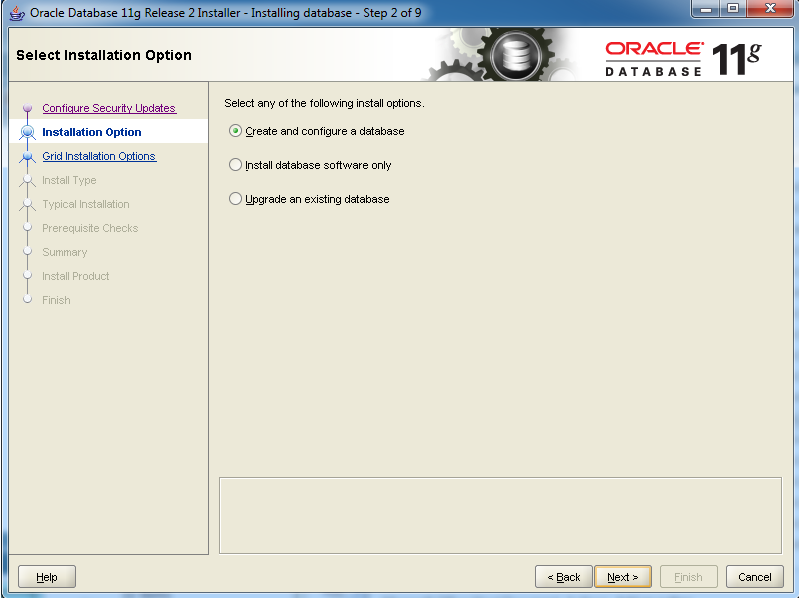 Oracle Database 11g Release 2 Installer - Installing database - Step 2 of 9
Select Installation Option
ORACLE®
DATABASE
11g
Configure Security Updates
Installation Option
Grid Installation Options
Install Type
Typical Installation
Prerequisite Checks
Summary
Install Product
Finish
Select any of the following install options.
Create and configure a database
Install database software only
Upgrade an existing database
Help
< Back
Next >
Finish
Cancel